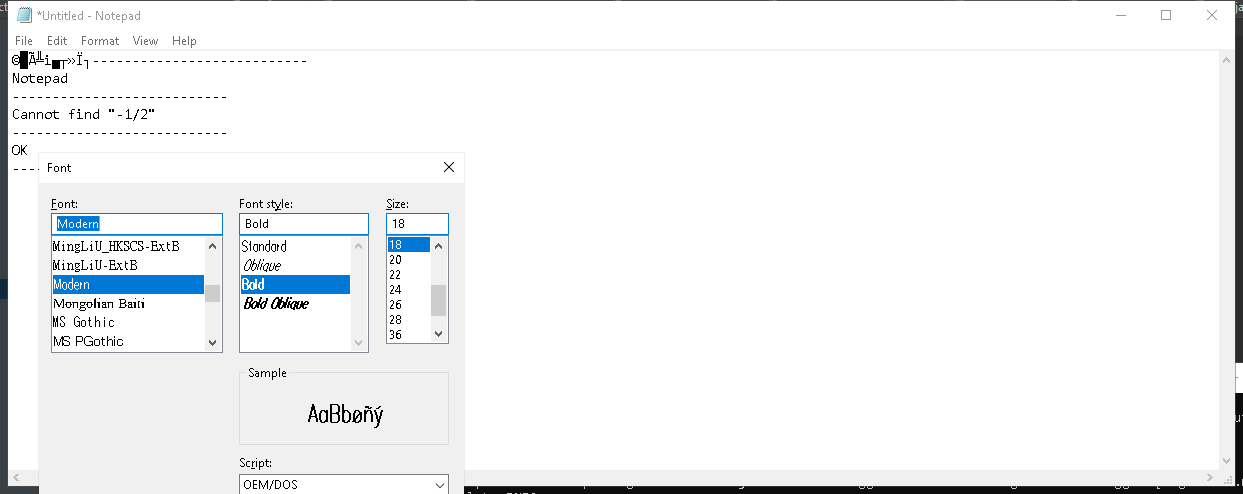 *Untitled - Notepad
File Edit Format View Help
©█Ã╩i▄┬»Ï┐---------------------------
Notepad
---------------------------
Cannot find "-1/2"
---------------------------
OK
----
Font
Font:
Modern
MingLiU_HKSCS-ExtB
MingLiU-ExtB
Modern
Mongolian Baiti
MS Gothic
MS PGothic
Font style:
Bold
Standard
Oblique
Bold
Bold Oblique
Size:
18
18
20
22
24
26
28
36
Sample
AaBbøñý
Script:
OEM/DOS